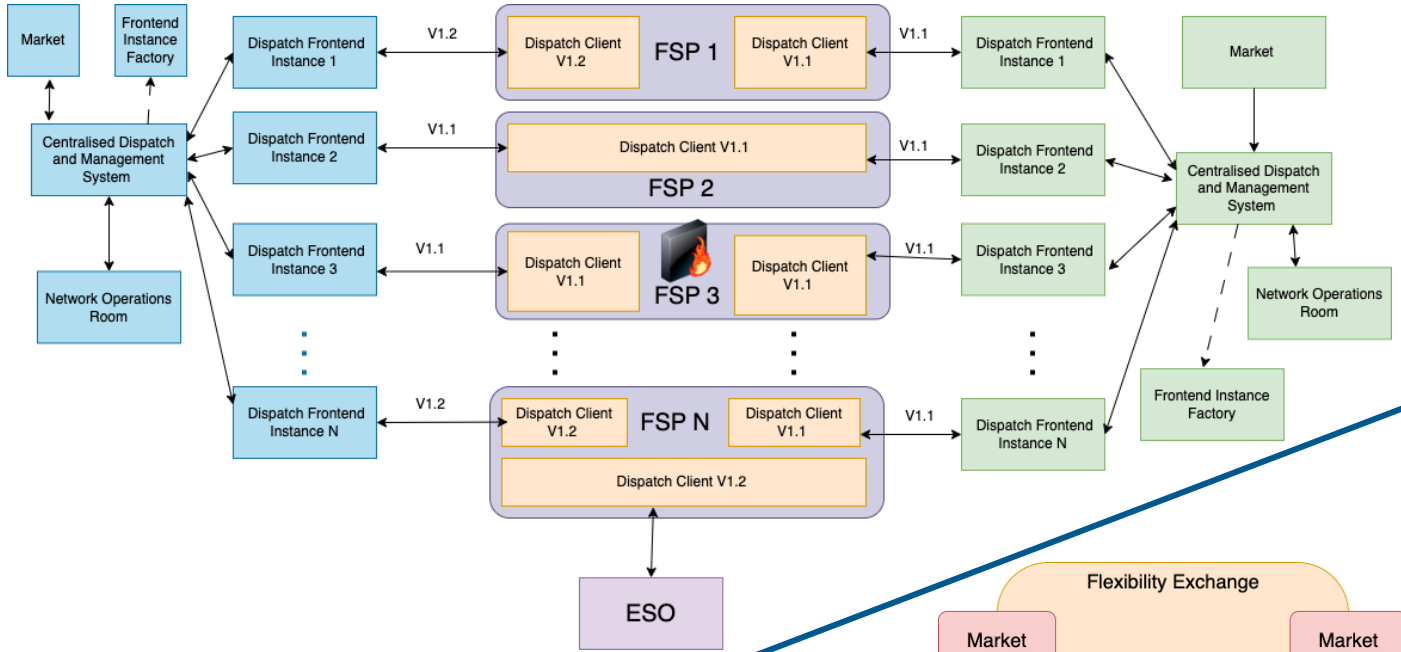 Market
Frontend
Instance
Factory
Centralised Dispatch
and Management
System
Network Operations
Room
Dispatch Frontend
Instance 1
V1.2
Dispatch Client
V1.2
FSP 1
Dispatch Client
V1.1
V1.1
Dispatch Frontend
Instance 1
Dispatch Frontend
Instance 2
V1.1
Dispatch Client V1.1
FSP 2
V1.1
Dispatch Frontend
Instance 2
Dispatch Frontend
Instance 3
V1.1
Dispatch Client
V1.1
FSP 3
Dispatch Client
V1.1
V1.1
Dispatch Frontend
Instance 3
Dispatch Frontend
Instance N
V1.2
Dispatch Client
V1.2
FSP N
Dispatch Client
V1.1
Dispatch Client V1.2
V1.1
Dispatch Frontend
Instance N
ESO
Market
Centralised Dispatch
and Management
System
Network Operations
Room
Frontend Instance
Factory
Flexibility Exchange
Market
Market